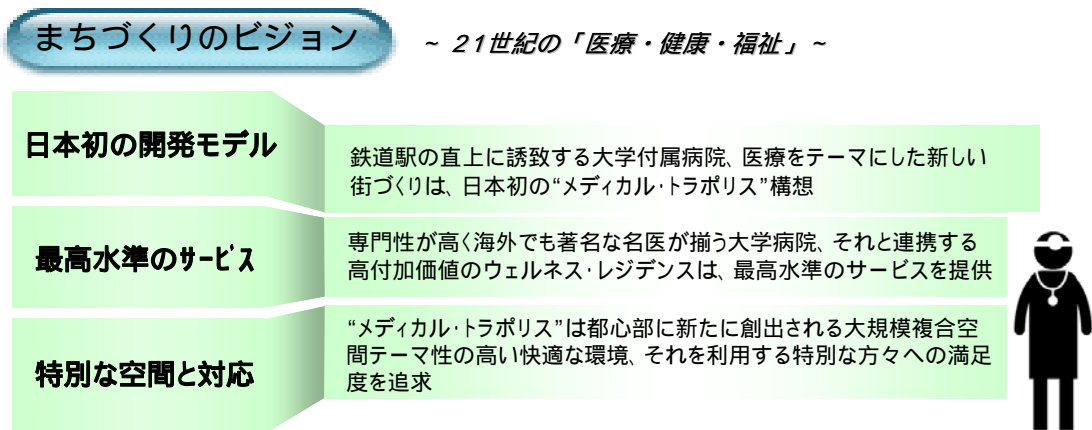 まちづくりのビジョン
~ 21世紀の「医療・健康・福祉」~
日本初の開発モデル
鉄道駅の直上に誘致する大学付属病院、医療をテーマにした新しい
街づくりは、日本初の“メディカル・トラポリス”構想
最高水準のｻｰﾋﾞｽ
専門性が高く海外でも著名な名医が揃う大学病院、それと連携する
高付加価値のウェルネス・レジデンスは、最高水準のサービスを提供
特別な空間と対応
“メディカル・トラポリス”は都心部に新たに創出される大規模複合空
間テーマ性の高い快適な環境、それを利用する特別な方々への満足
度を追求